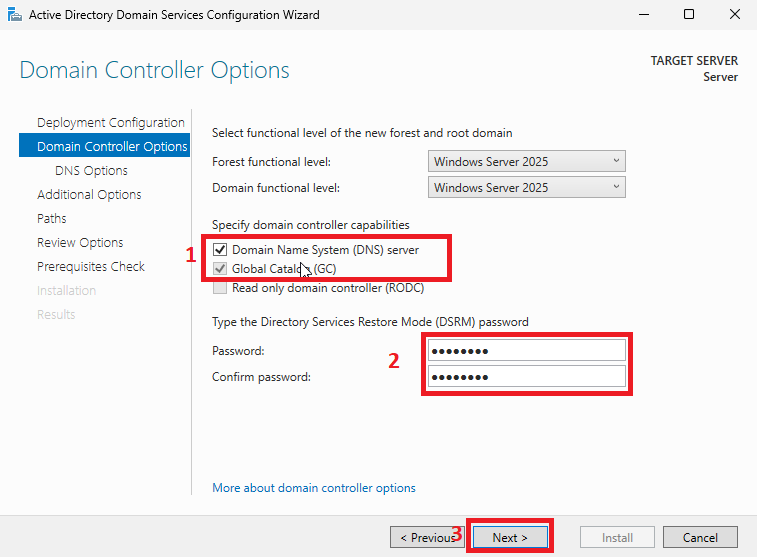 Active Directory Domain Services Configuration Wizard
Domain Controller Options
TARGET SERVER
Server
Deployment Configuration
Domain Controller Options
DNS Options
Additional Options
Paths
Review Options
Prerequisites Check
Installation
Results
Select functional level of the new forest and root domain
Forest functional level: Windows Server 2025
Domain functional level: Windows Server 2025
Specify domain controller capabilities
1
Domain Name System (DNS) server
Global Catalog (GC)
Read only domain controller (RODC)
Type the Directory Services Restore Mode (DSRM) password
Password: ●●●●●●●●
2
Confirm password: ●●●●●●●●
More about domain controller options
< Previous 3 Next > Install Cancel